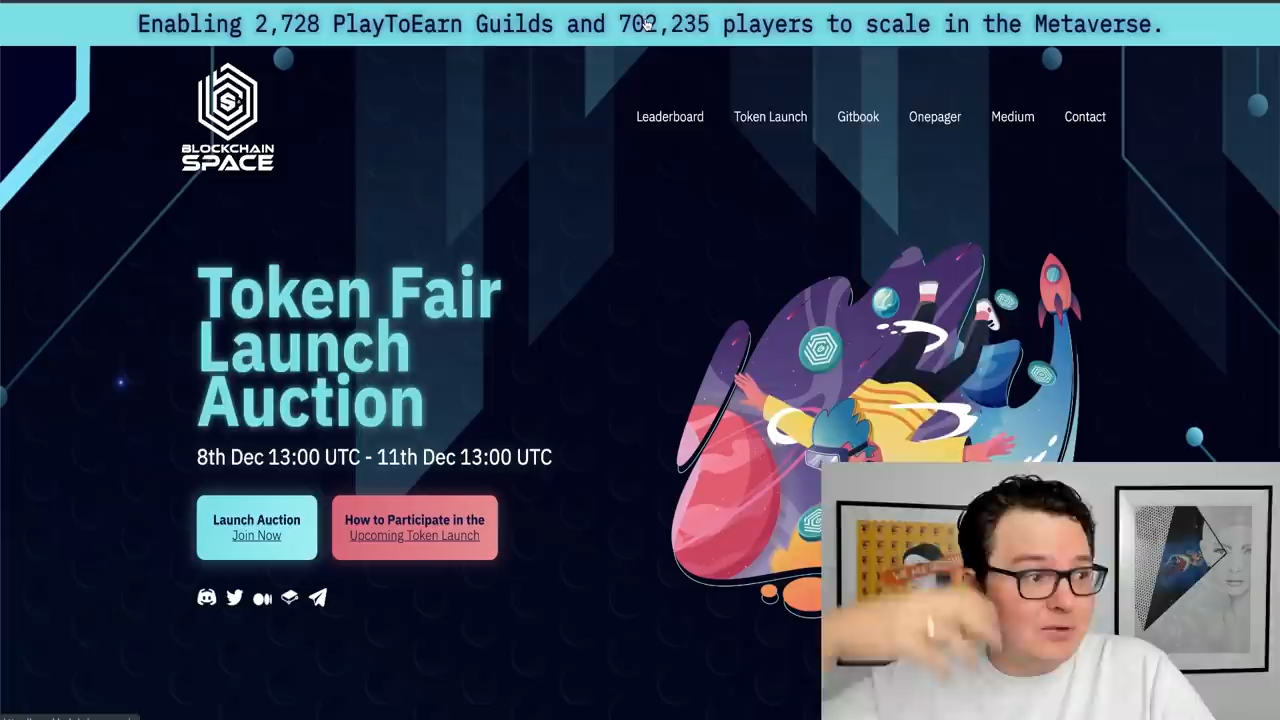 Enabling 2,728 PlayToEarn Guilds and 702,235 players to scale in the Metaverse.
BLOCKCHAIN
SPACE
Leaderboard Token Launch Gitbook Onepager Medium Contact
Token Fair
Launch
Auction
8th Dec 13:00 UTC - 11th Dec 13:00 UTC
Launch Auction
Join Now
How to Participate in the
Upcoming Token Launch